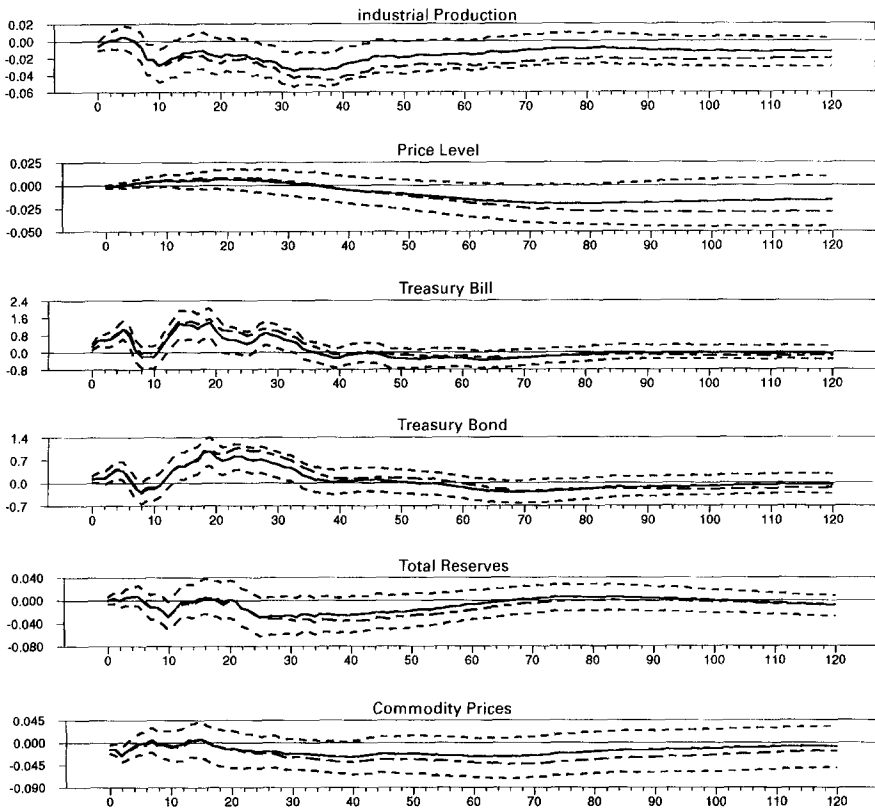 industrial Production
0.02
0.00
-0.02
-0.04
-0.06
0 10 20 30 40 50 60 70 80 90 100 110 120
Price Level
0.025
0.000
-0.025
-0.050
0 10 20 30 40 50 60 70 80 90 100 110 120
Treasury Bill
2.4
1.6
0.8
0.0
-0.8
0 10 20 30 40 50 60 70 80 90 100 110 120
Treasury Bond
1.4
0.7
0.0
-0.7
0 10 20 30 40 50 60 70 80 90 100 110 120
Total Reserves
0.040
0.000
-0.040
-0.080
0 10 20 30 40 50 60 70 80 90 100 110 120
Commodity Prices
0.045
0.000
-0.045
-0.090
0 10 20 30 40 50 60 70 80 90 100 110 120